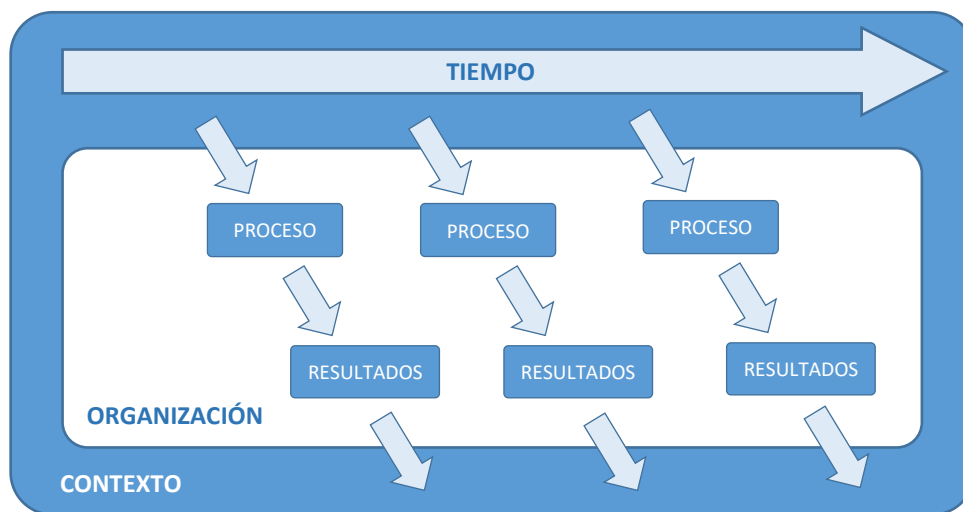 TIEMPO
PROCESO
PROCESO
PROCESO
RESULTADOS
RESULTADOS
RESULTADOS
ORGANIZACIÓN
CONTEXTO